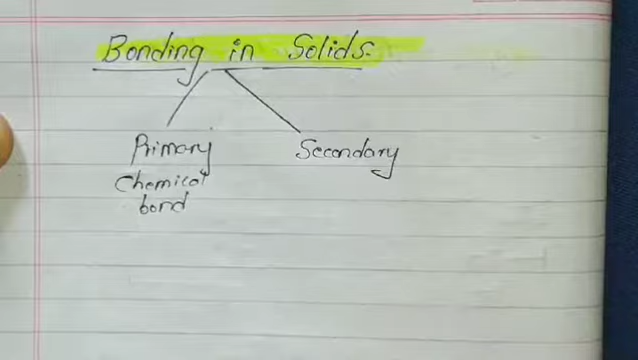 Bonding in Solids.
Primary
Chemical
bond
Secondary